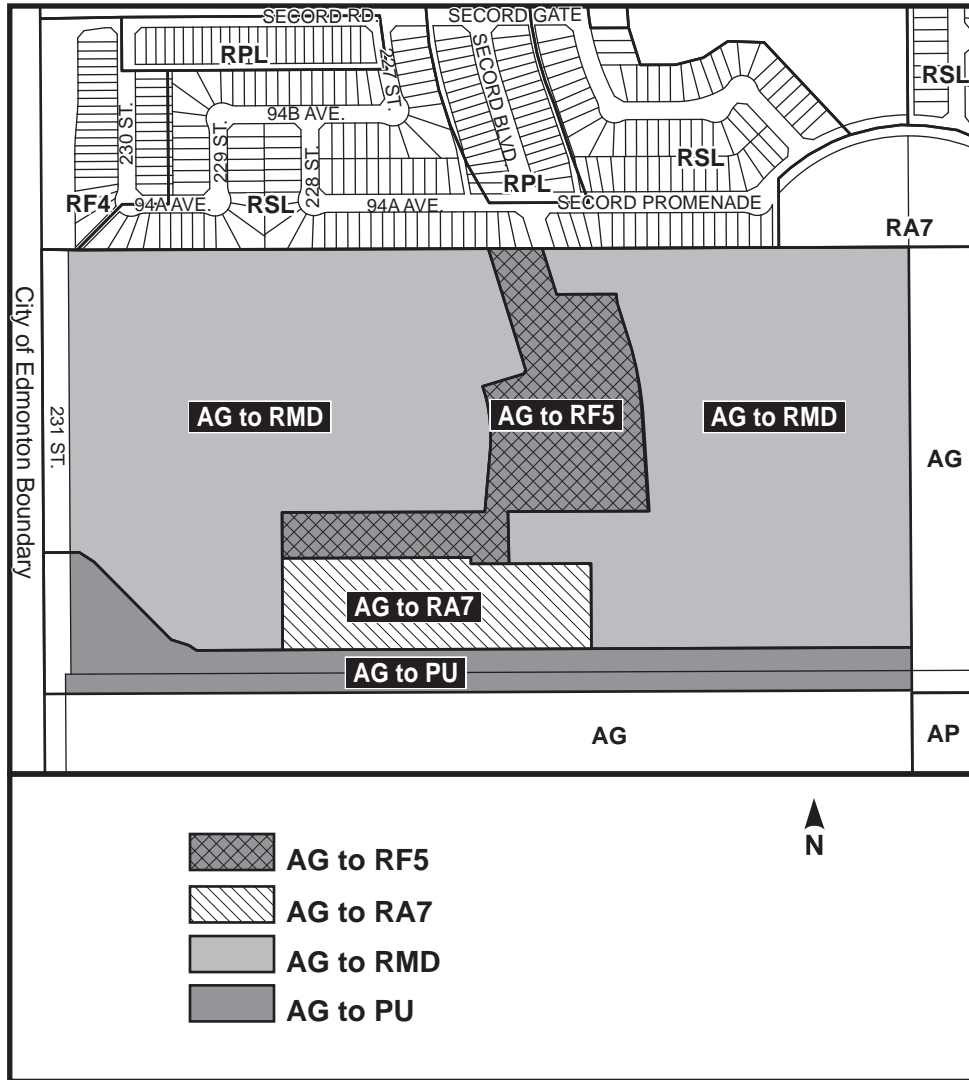 SECORD RD.
SECORD GATE
RPL
227 ST.
SECORD BLVD
RSL
230 ST.
94B AVE.
229 ST.
228 ST.
RSL
RPL
RF4
94A AVE.
RSL
94A AVE.
SECORD PROMENADE
RA7
City of Edmonton Boundary
231 ST.
AG to RMD
AG to RF5
AG to RMD
AG
AG to RA7
AG to PU
AG
AP
N
AG to RF5
AG to RA7
AG to RMD
AG to PU